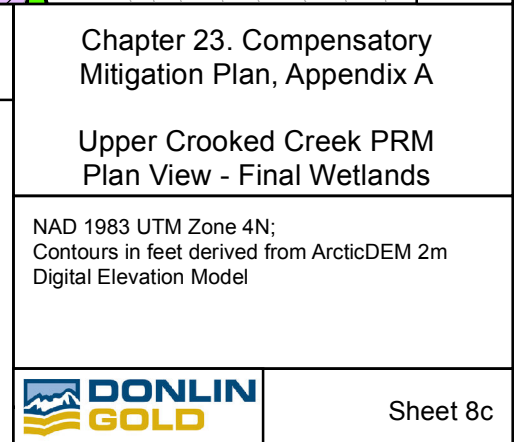 Chapter 23. Compensatory
Mitigation Plan, Appendix A
Upper Crooked Creek PRM
Plan View - Final Wetlands
NAD 1983 UTM Zone 4N;
Contours in feet derived from ArcticDEM 2m
Digital Elevation Model
DONLIN
GOLD
Sheet 8c